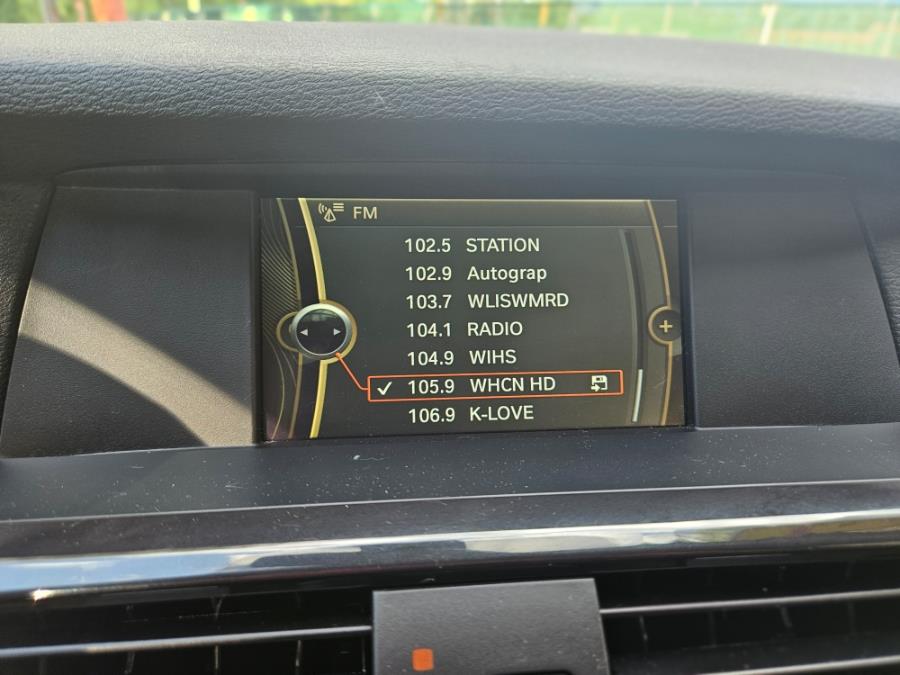 FM
102.5 STATION
102.9 Autograp
103.7 WLISWMRD
104.1 RADIO
104.9 WIHS
105.9 WHCN HD
106.9 K-LOVE